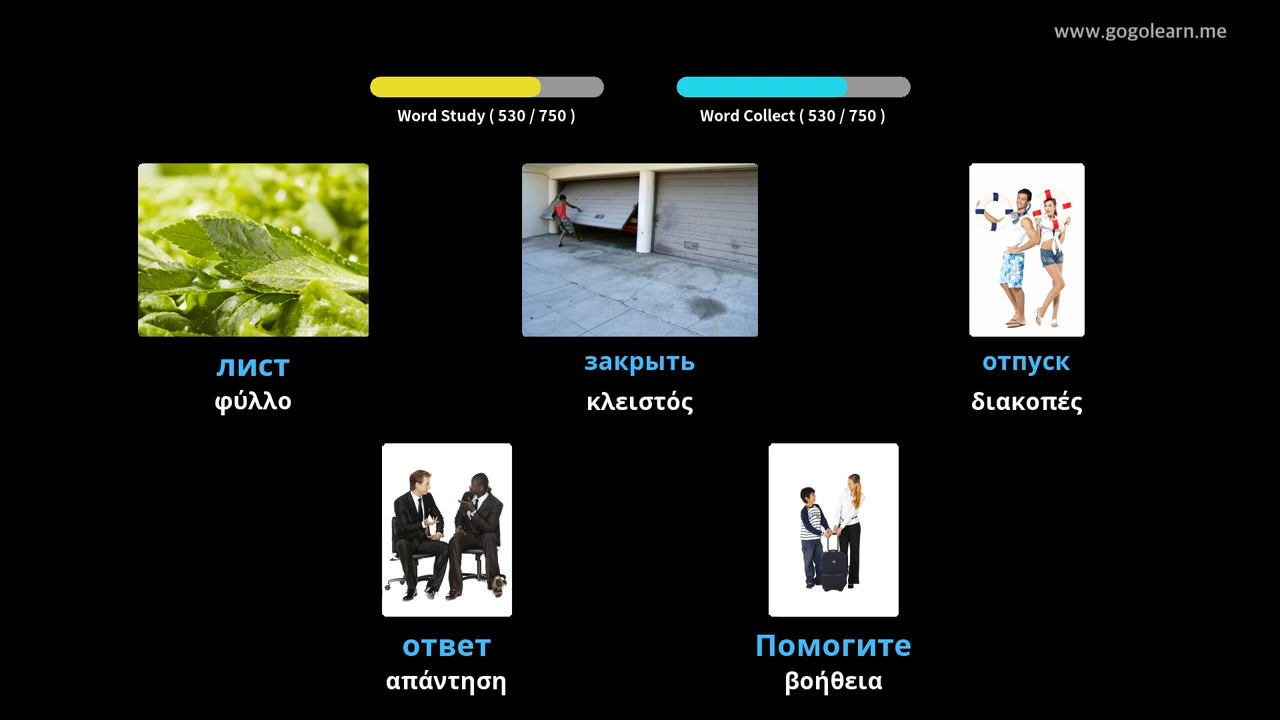 www.gogolearn.me
Word Study ( 530 / 750 )
Word Collect ( 530 / 750 )
лист
φύλλο
закрыть
κλειστός
отпуск
διακοπές
ответ
απάντηση
Помогите
βοήθεια